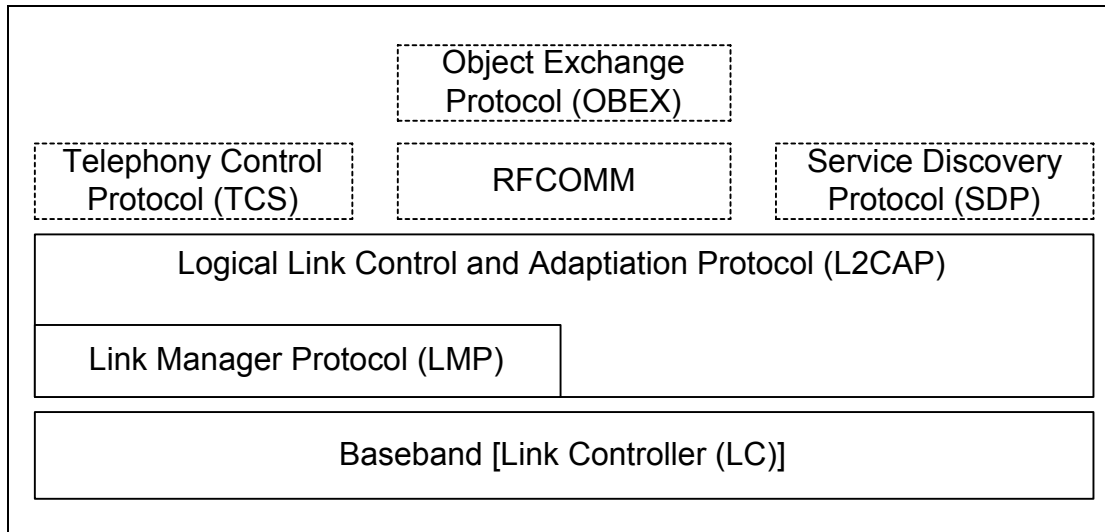 Object Exchange
Protocol (OBEX)
Telephony Control
Protocol (TCS)
RFCOMM
Service Discovery
Protocol (SDP)
Logical Link Control and Adaptiation Protocol (L2CAP)
Link Manager Protocol (LMP)
Baseband [Link Controller (LC)]